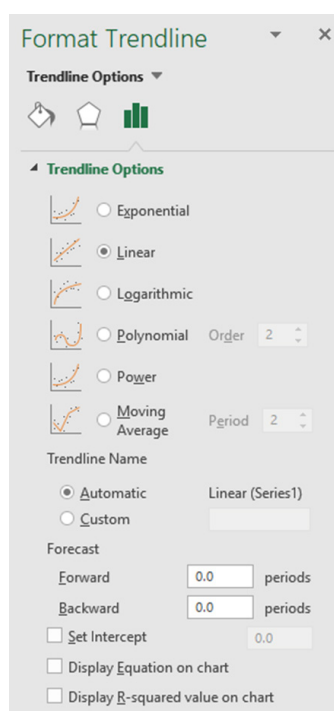 Format Trendline
Trendline Options
Trendline Options
Exponential
Linear
Logarithmic
Polynomial Order 2
Power
Moving
Average Period 2
Trendline Name
Automatic Linear (Series1)
Custom
Forecast
Forward 0.0 periods
Backward 0.0 periods
Set Intercept 0.0
Display Equation on chart
Display R-squared value on chart